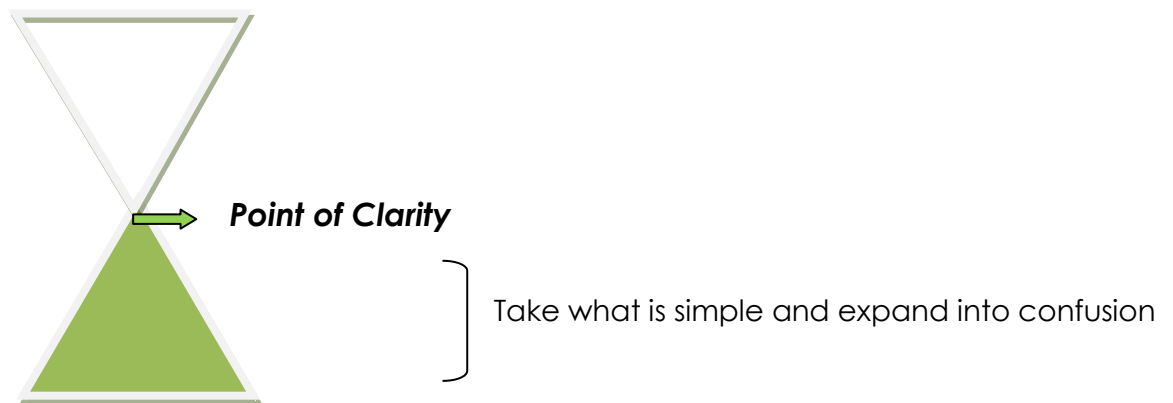 Point of Clarity
Take what is simple and expand into confusion